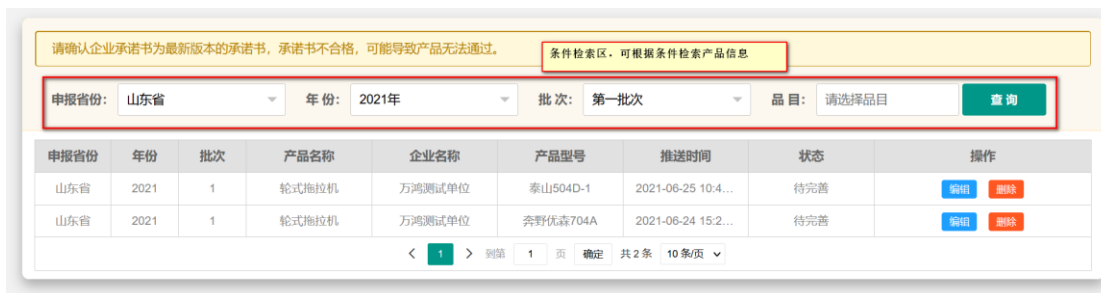 请确认企业承诺书为最新版本的承诺书，承诺书不合格，可能导致产品无法通过。
条件检索区，可根据条件检索产品信息
申报省份： 山东省 年 份： 2021年 批 次： 第一批次 品 目： 请选择品目 查 询
申报省份 年份 批次 产品名称 企业名称 产品型号 推送时间 状态 操作
山东省 2021 1 轮式拖拉机 万鸿测试单位 泰山504D-1 2021-06-25 10:4... 待完善 编辑 删除
山东省 2021 1 轮式拖拉机 万鸿测试单位 奔野优森704A 2021-06-24 15:2... 待完善 编辑 删除
1 到第 1 页 确定 共 2 条 10 条/页